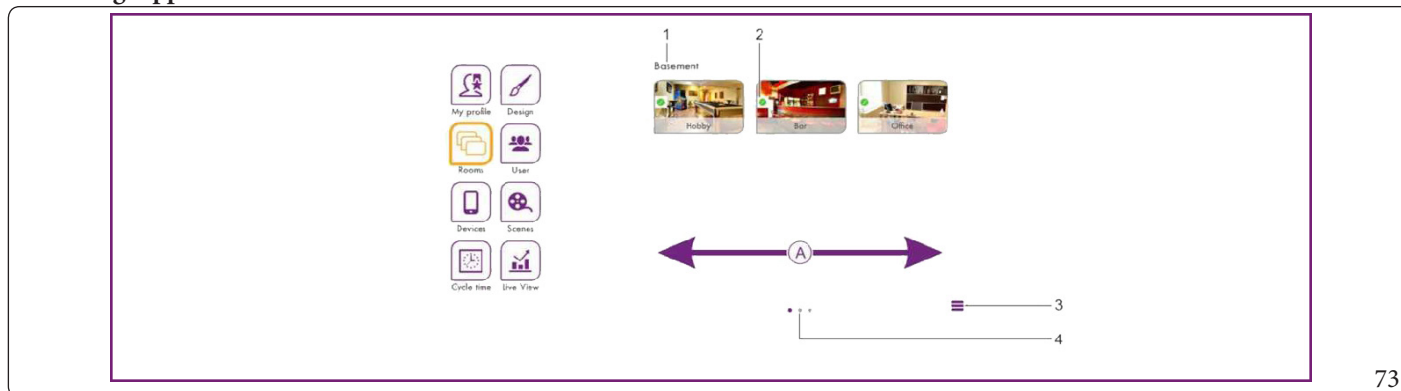 1 2
Basement
Hobby Bar Office
My profile Design
Rooms User
Devices Scenes
Cycle time Live View
A
3
4
73